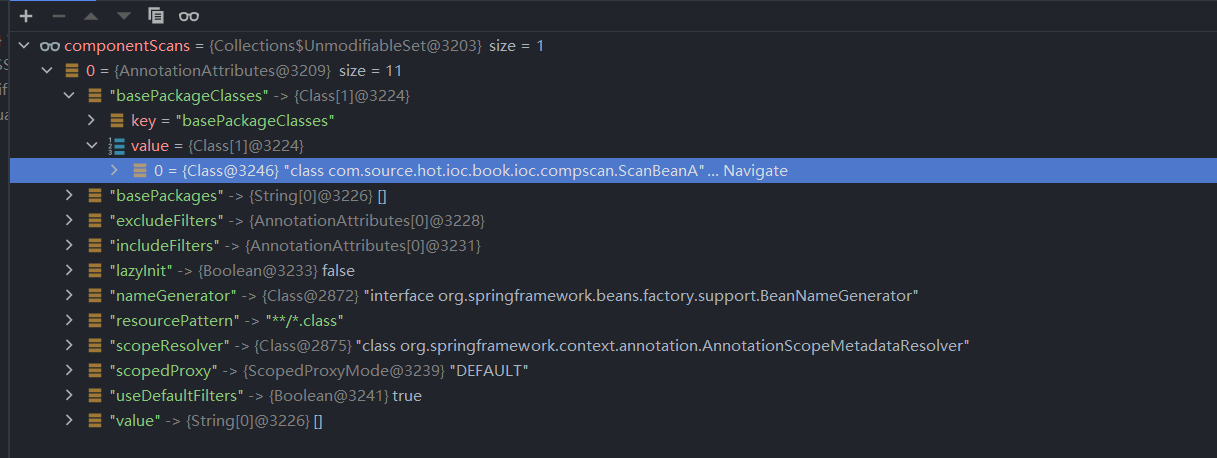 componentScans = {Collections$UnmodifiableSet@3203} size = 1
0 = {AnnotationAttributes@3209} size = 11
"basePackageClasses" -> {Class[1]@3224}
key = "basePackageClasses"
value = {Class[1]@3224}
0 = {Class@3246} "class com.source.hot.ioc.book.ioc.compscan.ScanBeanA"... Navigate
"basePackages" -> {String[0]@3226} []
"excludeFilters" -> {AnnotationAttributes[0]@3228}
"includeFilters" -> {AnnotationAttributes[0]@3231}
"lazyInit" -> {Boolean@3233} false
"nameGenerator" -> {Class@2872} "interface org.springframework.beans.factory.support.BeanNameGenerator"
"resourcePattern" -> "**/*.class"
"scopeResolver" -> {Class@2875} "class org.springframework.context.annotation.AnnotationScopeMetadataResolver"
"scopedProxy" -> {ScopedProxyMode@3239} "DEFAULT"
"useDefaultFilters" -> {Boolean@3241} true
"value" -> {String[0]@3226} []